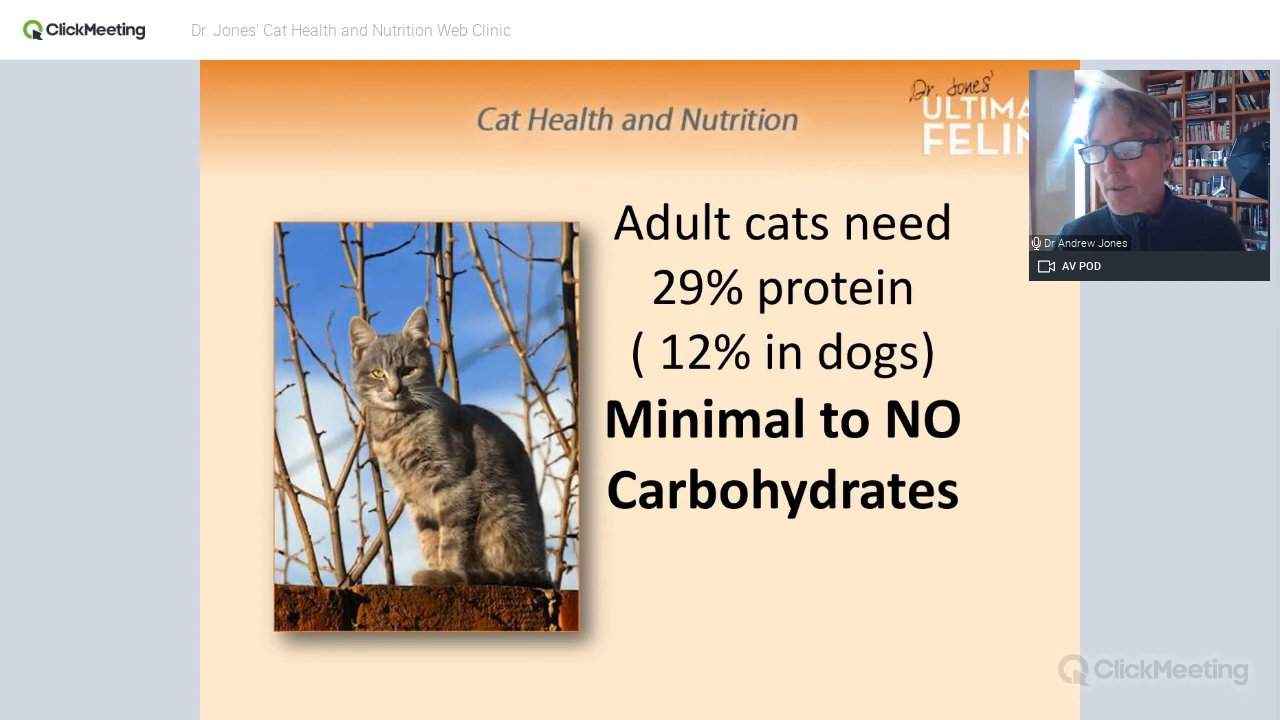 ClickMeeting
Dr. Jones' Cat Health and Nutrition Web Clinic
Cat Health and Nutrition
Dr. Jones'
ULTIMA
FELIN
Dr Andrew Jones
AV POD
Adult cats need
29% protein
( 12% in dogs)
Minimal to NO
Carbohydrates
ClickMeeting